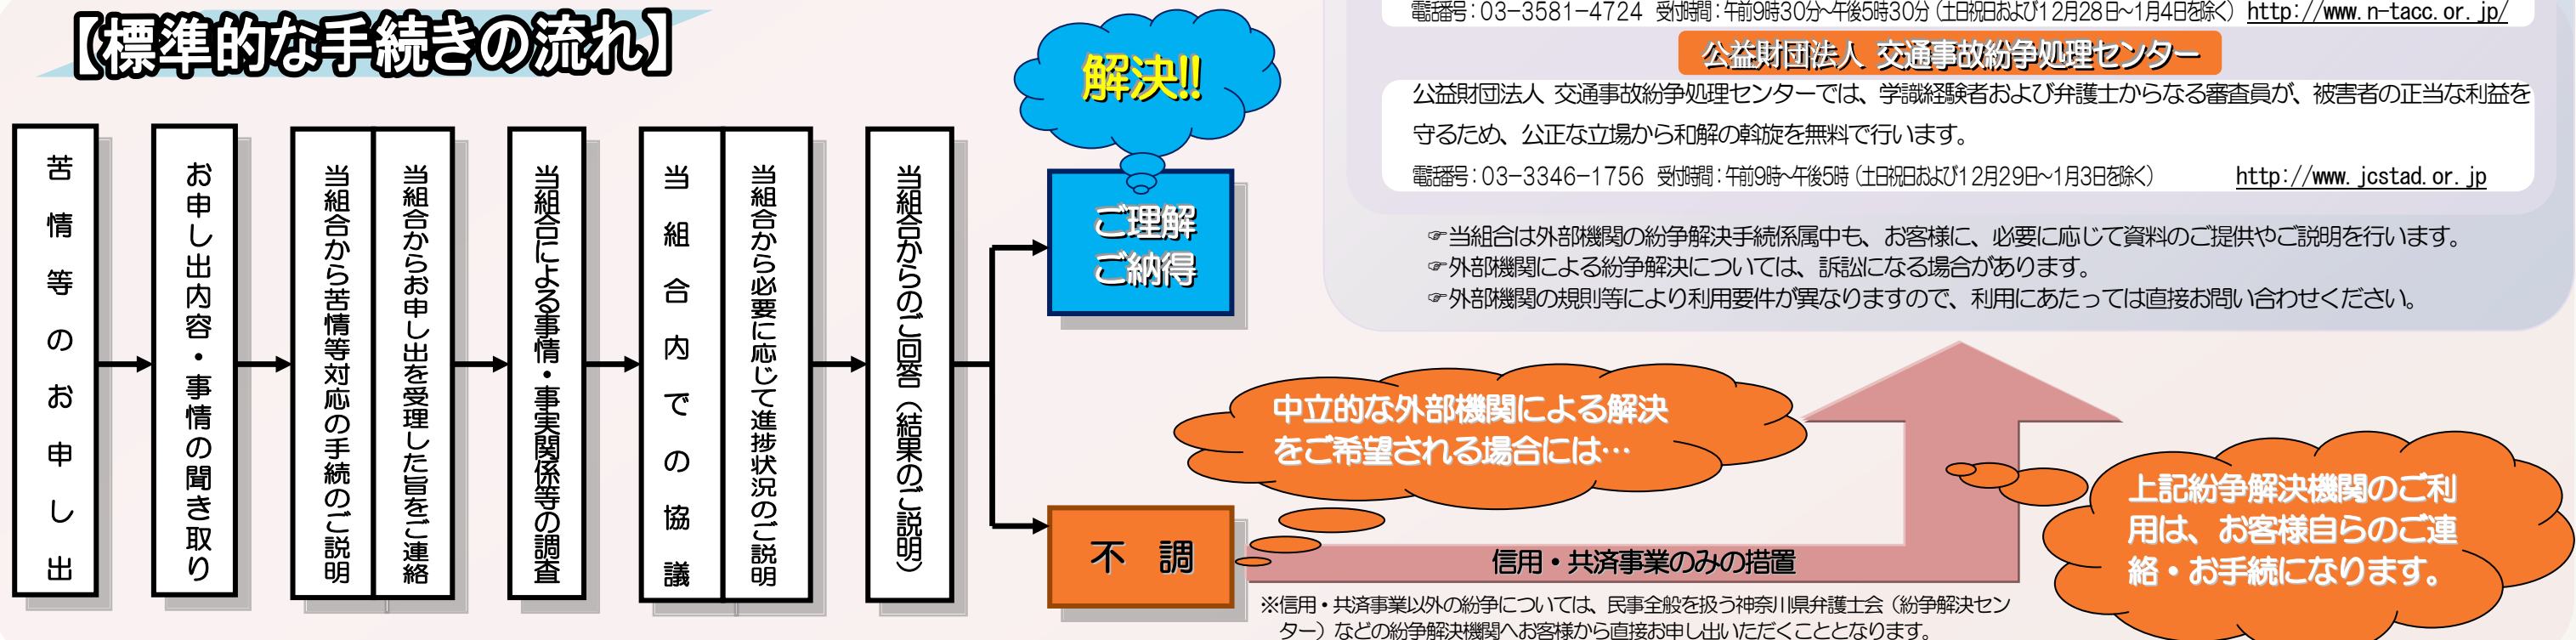 【標準的な手続きの流れ】
苦情等のお申し出
お申し出内容・事情の聞き取り
当組合からお申し出を受理した旨をご連絡
当組合から苦情等対応の手続のご説明
当組合による事情・事実関係等の調査
当組合内での協議
当組合から必要に応じて進捗状況のご説明
当組合からのご回答（結果のご説明）
解決!!
ご理解
ご納得
不　調
中立的な外部機関による解決
をご希望される場合には…
信用・共済事業のみの措置
※信用・共済事業以外の紛争については、民事全般を扱う神奈川県弁護士会（紛争解決セン
ター）などの紛争解決機関へお客様から直接お申し出いただくこととなります。
上記紛争解決機関のご利
用は、お客様自らのご連
絡・お手続になります。
電話番号：03-3581-4724 受付時間：午前9時30分～午後5時30分（土日祝日および12月28日～1月4日を除く） http://www.n-tacc.or.jp/
公益財団法人 交通事故紛争処理センター
公益財団法人 交通事故紛争処理センターでは、学識経験者および弁護士からなる審査員が、被害者の正当な利益を
守るため、公正な立場から和解の斡旋を無料で行います。
電話番号：03-3346-1756 受付時間：午前9時～午後5時（土日祝日および12月29日～1月3日を除く） http://www.jcstad.or.jp
☞当組合は外部機関の紛争解決手続係属中も、お客様に、必要に応じて資料のご提供やご説明を行います。
☞外部機関による紛争解決については、訴訟になる場合があります。
☞外部機関の規則等により利用要件が異なりますので、利用にあたっては直接お問い合わせください。